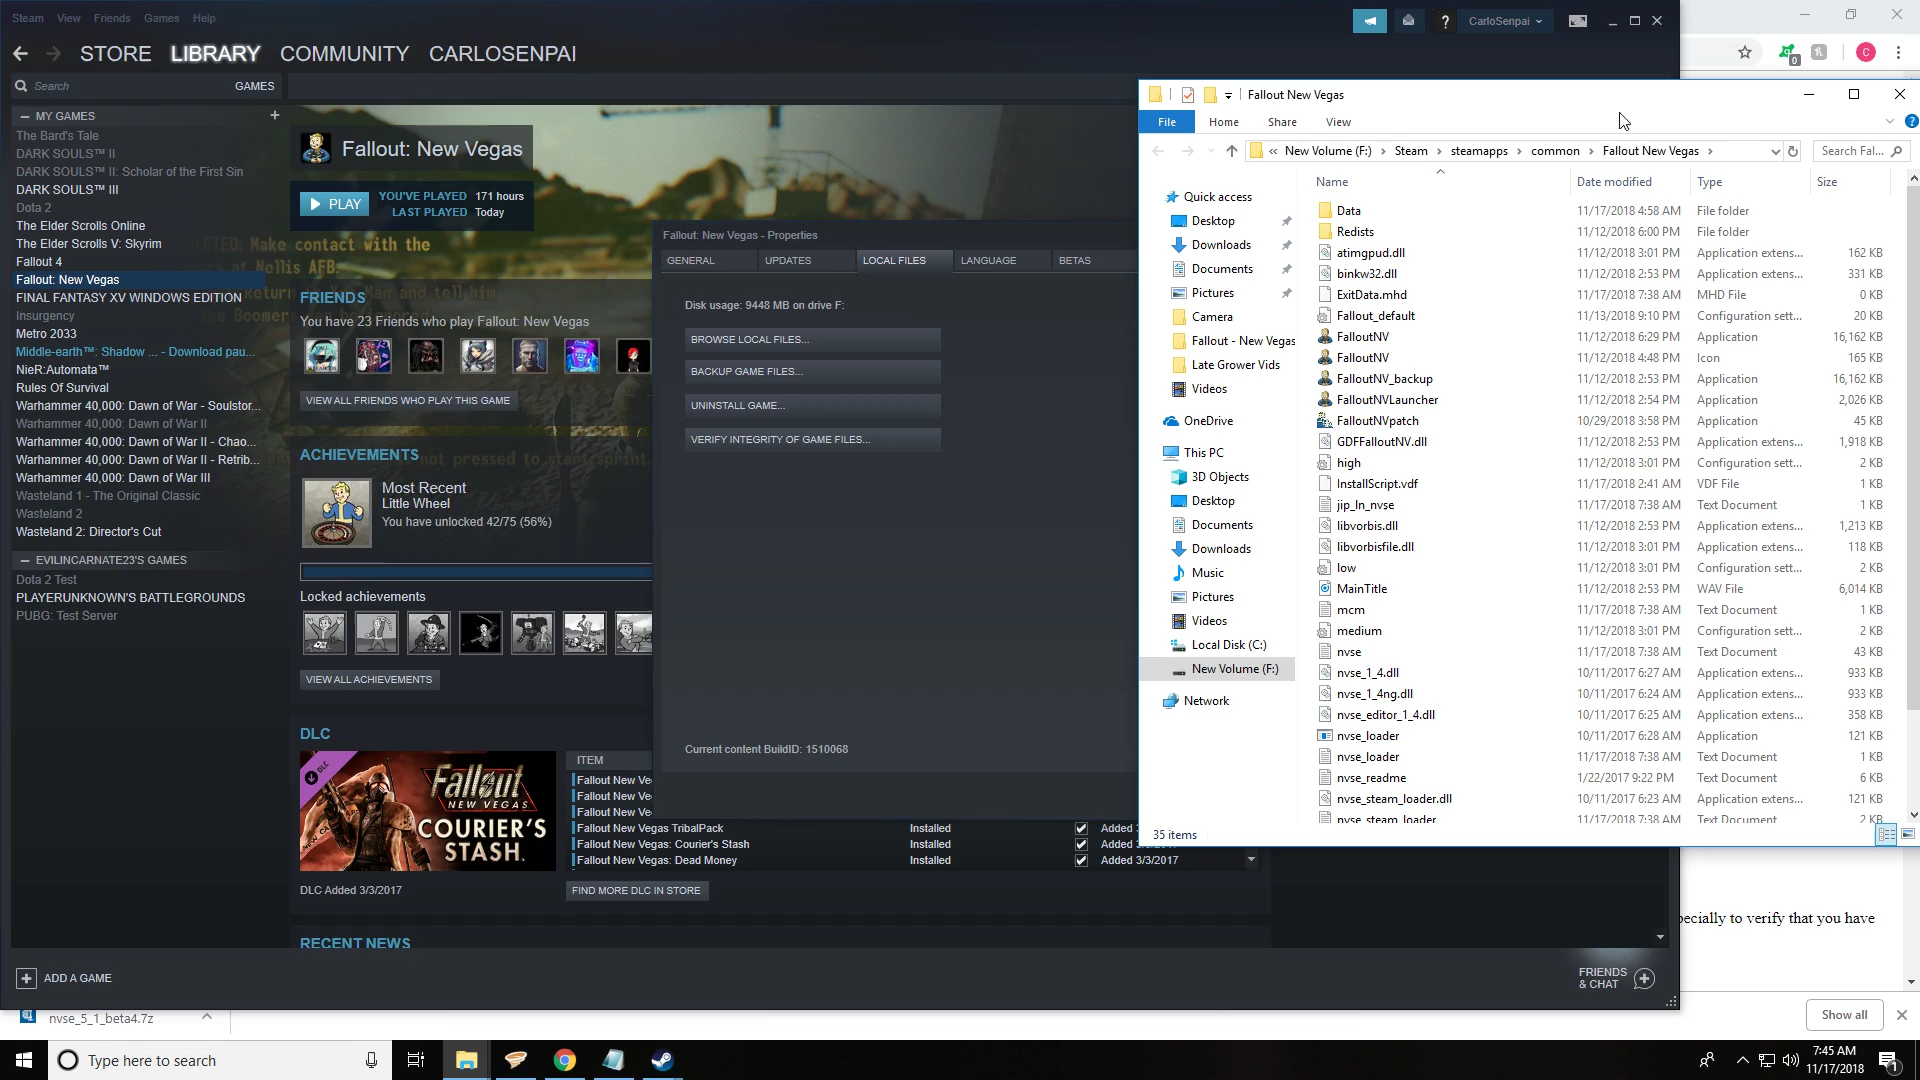 Steam View Friends Games Help
CarloSenpai
STORE LIBRARY COMMUNITY CARLOSENPAI
Search GAMES
MY GAMES
The Bard's Tale
DARK SOULS™ II
DARK SOULS™ II: Scholar of the First Sin
DARK SOULS™ III
Dota 2
The Elder Scrolls Online
The Elder Scrolls V: Skyrim
Fallout 4
Fallout: New Vegas
FINAL FANTASY XV WINDOWS EDITION
Insurgency
Metro 2033
Middle-earth™: Shadow ... - Download pau...
NieR:Automata™
Rules Of Survival
Warhammer 40,000: Dawn of War - Soulstor...
Warhammer 40,000: Dawn of War II
Warhammer 40,000: Dawn of War II - Chao...
Warhammer 40,000: Dawn of War II - Retrib...
Warhammer 40,000: Dawn of War III
Wasteland 1 - The Original Classic
Wasteland 2
Wasteland 2: Director's Cut
EVILINCARNATE23'S GAMES
Dota 2 Test
PLAYERUNKNOWN'S BATTLEGROUNDS
PUBG: Test Server
ADD A GAME
Fallout: New Vegas
PLAY
YOU'VE PLAYED 171 hours
LAST PLAYED Today
Make contact with the
at Nellis AFB.
FRIENDS
You have 23 Friends who play Fallout: New Vegas
VIEW ALL FRIENDS WHO PLAY THIS GAME
ACHIEVEMENTS
Most Recent
Little Wheel
You have unlocked 42/75 (56%)
Locked achievements
VIEW ALL ACHIEVEMENTS
DLC
DLC
Fallout
NEW VEGAS
COURIER'S
STASH.
DLC Added 3/3/2017
ITEM
Fallout New Ve
Fallout New Ve
Fallout New Ve
Fallout New Vegas TribalPack Installed Added 3
Fallout New Vegas: Courier's Stash Installed Added
Fallout New Vegas: Dead Money Installed Added 3/3/2017
FIND MORE DLC IN STORE
RECENT NEWS
FRIENDS
& CHAT
Fallout: New Vegas - Properties
GENERAL UPDATES LOCAL FILES LANGUAGE BETAS
Disk usage: 9448 MB on drive F:
BROWSE LOCAL FILES...
BACKUP GAME FILES...
UNINSTALL GAME...
VERIFY INTEGRITY OF GAME FILES...
Current content BuildID: 1510068
Fallout New Vegas
File Home Share View
« New Volume (F:) › Steam › steamapps › common › Fallout New Vegas ›
Search Fal...
Quick access
Desktop
Downloads
Documents
Pictures
Camera
Fallout - New Vegas
Late Grower Vids
Videos
OneDrive
This PC
3D Objects
Desktop
Documents
Downloads
Music
Pictures
Videos
Local Disk (C:)
New Volume (F:)
Network
Name Date modified Type Size
Data 11/17/2018 4:58 AM File folder
Redists 11/12/2018 6:00 PM File folder
atimgpud.dll 11/12/2018 3:01 PM Application extens... 162 KB
binkw32.dll 11/12/2018 2:53 PM Application extens... 331 KB
ExitData.mhd 11/17/2018 7:38 AM MHD File 0 KB
Fallout_default 11/13/2018 9:10 PM Configuration sett... 20 KB
FalloutNV 11/12/2018 6:29 PM Application 16,162 KB
FalloutNV 11/12/2018 4:48 PM Icon 165 KB
FalloutNV_backup 11/12/2018 2:53 PM Application 16,162 KB
FalloutNVLauncher 11/12/2018 2:54 PM Application 2,026 KB
FalloutNVpatch 10/29/2018 3:58 PM Application 45 KB
GDFFalloutNV.dll 11/12/2018 2:53 PM Application extens... 1,918 KB
high 11/12/2018 3:01 PM Configuration sett... 2 KB
InstallScript.vdf 11/17/2018 2:41 AM VDF File 1 KB
jip_ln_nvse 11/17/2018 7:38 AM Text Document 1 KB
libvorbis.dll 11/12/2018 2:53 PM Application extens... 1,213 KB
libvorbisfile.dll 11/12/2018 3:01 PM Application extens... 118 KB
low 11/12/2018 3:01 PM Configuration sett... 2 KB
MainTitle 11/12/2018 2:53 PM WAV File 6,014 KB
mcm 11/17/2018 7:38 AM Text Document 1 KB
medium 11/12/2018 3:01 PM Configuration sett... 2 KB
nvse 11/17/2018 7:38 AM Text Document 43 KB
nvse_1_4.dll 10/11/2017 6:27 AM Application extens... 933 KB
nvse_1_4ng.dll 10/11/2017 6:24 AM Application extens... 933 KB
nvse_editor_1_4.dll 10/11/2017 6:25 AM Application extens... 358 KB
nvse_loader 10/11/2017 6:28 AM Application 121 KB
nvse_loader 11/17/2018 7:38 AM Text Document 1 KB
nvse_readme 1/22/2017 9:22 PM Text Document 6 KB
nvse_steam_loader.dll 10/11/2017 6:23 AM Application extens... 121 KB
nvse_steam_loader 11/17/2018 7:38 AM Text Document 2 KB
35 items
pecially to verify that you have
nvse_5_1_beta4.7z
Show all
Type here to search
7:45 AM
11/17/2018
1